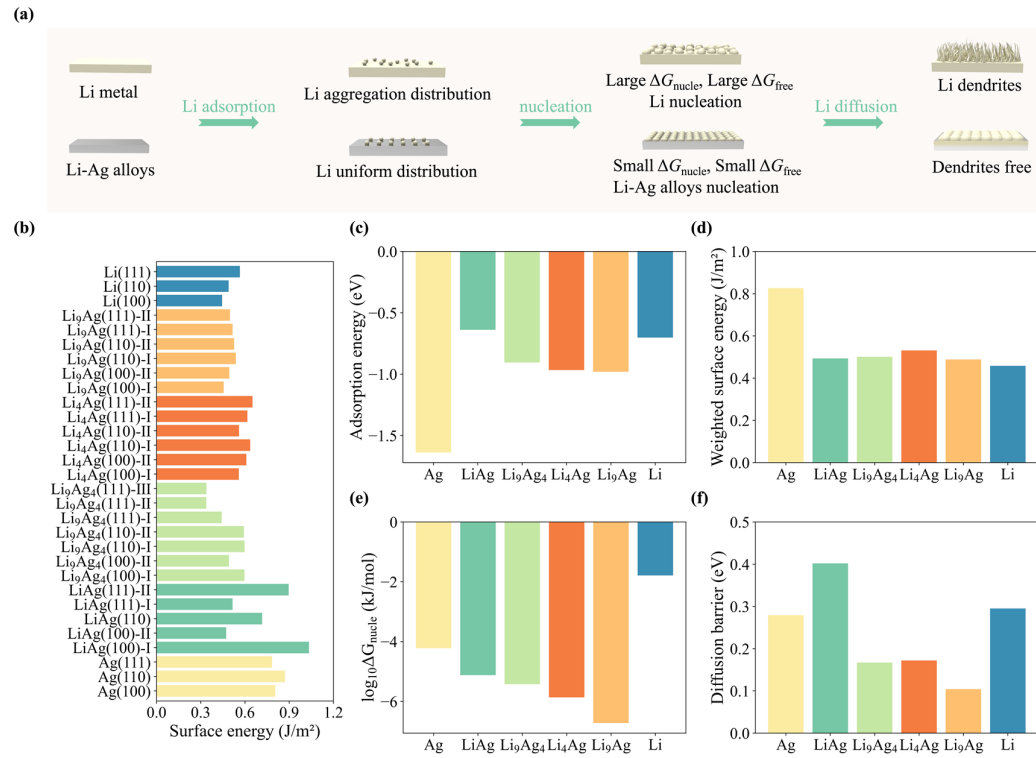 (a)
Li metal
Li-Ag alloys
Li adsorption
Li aggregation distribution
Li uniform distribution
nucleation
Large ΔG_nucle, Large ΔG_free
Li nucleation
Small ΔG_nucle, Small ΔG_free
Li-Ag alloys nucleation
Li diffusion
Li dendrites
Dendrites free
(b)
Li(111)
Li(110)
Li(100)
Li₉Ag(111)-II
Li₉Ag(111)-I
Li₉Ag(110)-II
Li₉Ag(110)-I
Li₉Ag(100)-II
Li₉Ag(100)-I
Li₄Ag(111)-II
Li₄Ag(111)-I
Li₄Ag(110)-II
Li₄Ag(110)-I
Li₄Ag(100)-II
Li₄Ag(100)-I
Li₉Ag₄(111)-III
Li₉Ag₄(111)-II
Li₉Ag₄(111)-I
Li₉Ag₄(110)-II
Li₉Ag₄(110)-I
Li₉Ag₄(100)-II
Li₉Ag₄(100)-I
LiAg(111)-II
LiAg(111)-I
LiAg(110)
LiAg(100)-II
LiAg(100)-I
Ag(111)
Ag(110)
Ag(100)
0.0 0.3 0.6 0.9 1.2
Surface energy (J/m²)
(c)
Adsorption energy (eV)
0.0
−0.5
−1.0
−1.5
Ag LiAg Li₉Ag₄ Li₄Ag Li₉Ag Li
(d)
Weighted surface energy (J/m²)
1.0
0.8
0.6
0.4
0.2
0.0
Ag LiAg Li₉Ag₄ Li₄Ag Li₉Ag Li
(e)
log₁₀ΔG_nucle (kJ/mol)
0
−2
−4
−6
Ag LiAg Li₉Ag₄ Li₄Ag Li₉Ag Li
(f)
Diffusion barrier (eV)
0.5
0.4
0.3
0.2
0.1
0.0
Ag LiAg Li₉Ag₄ Li₄Ag Li₉Ag Li